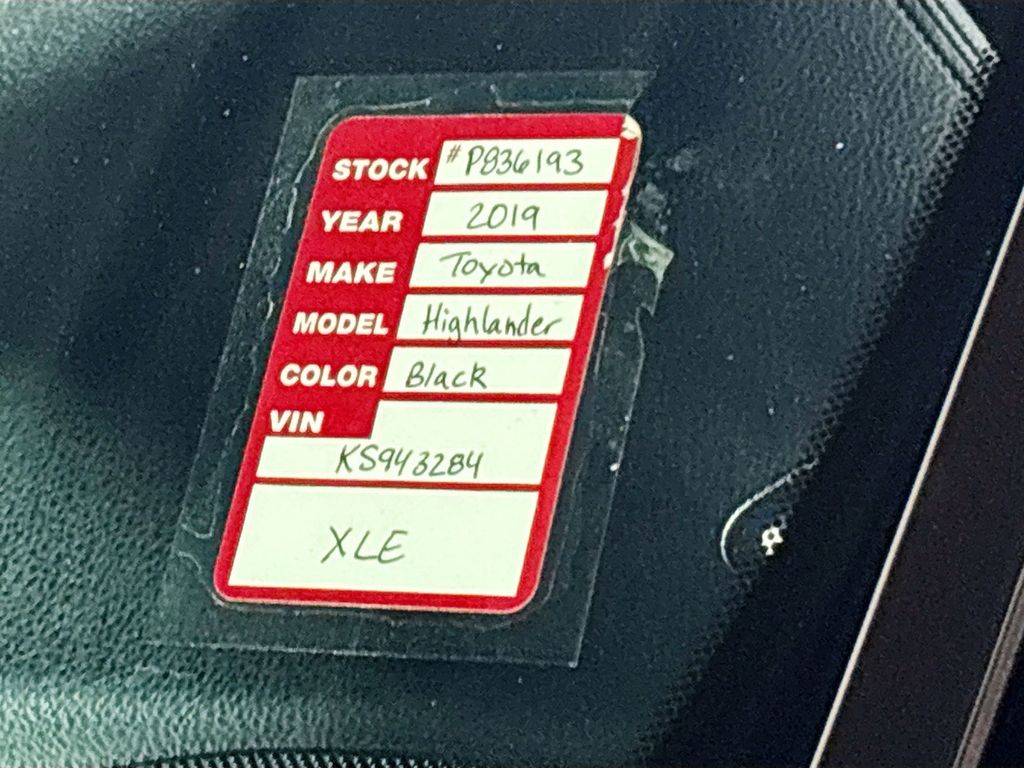 STOCK #P836193
YEAR 2019
MAKE Toyota
MODEL Highlander
COLOR Black
VIN
KS943284
XLE